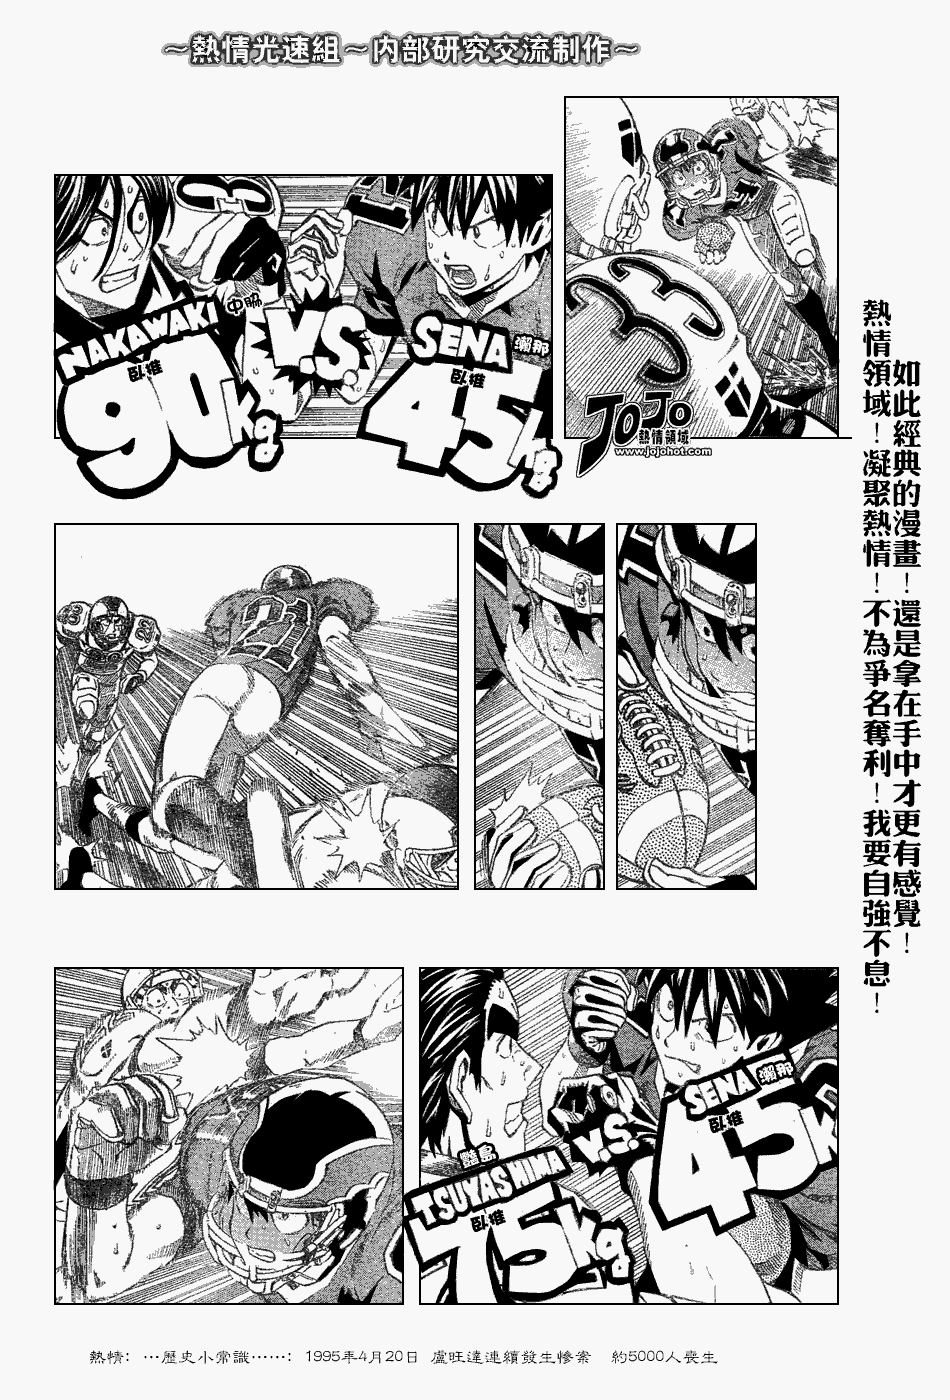 ～熱情光速組～内部研究交流制作～
NAKAWAKI 中脇
臥推
90kg
V.S.
SENA 瀬那
臥推
45kg
JOJO
熱情領域
www.jojohot.com
如此經典的漫畫！還是拿在手中才更有感覺！
熱情領域！凝聚熱情！不為爭名奪利！我要自強不息！
21
SENA 瀬那
臥推
45k
V.S.
艶島
TSUYASHIMA
臥推
75kg
熱情：…歷史小常識……：1995年4月20日 盧旺達連續發生慘案 約5000人喪生